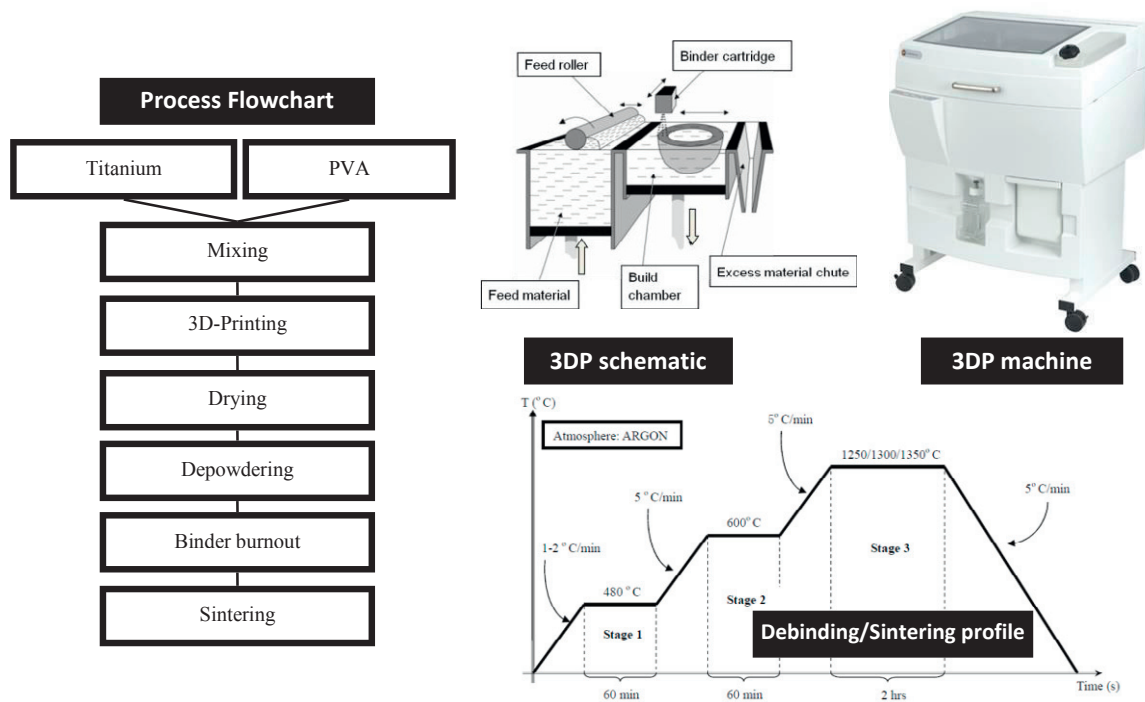 Process Flowchart
Titanium
PVA
Mixing
3D-Printing
Drying
Depowdering
Binder burnout
Sintering
Feed roller
Binder cartridge
Feed material
Build
chamber
Excess material chute
3DP schematic
3DP machine
T (°C)
Atmosphere: ARGON
1-2 °C/min
480 °C
Stage 1
5 °C/min
600°C
Stage 2
5°C/min
1250/1300/1350°C
Stage 3
5°C/min
Debinding/Sintering profile
60 min
60 min
2 hrs
Time (s)